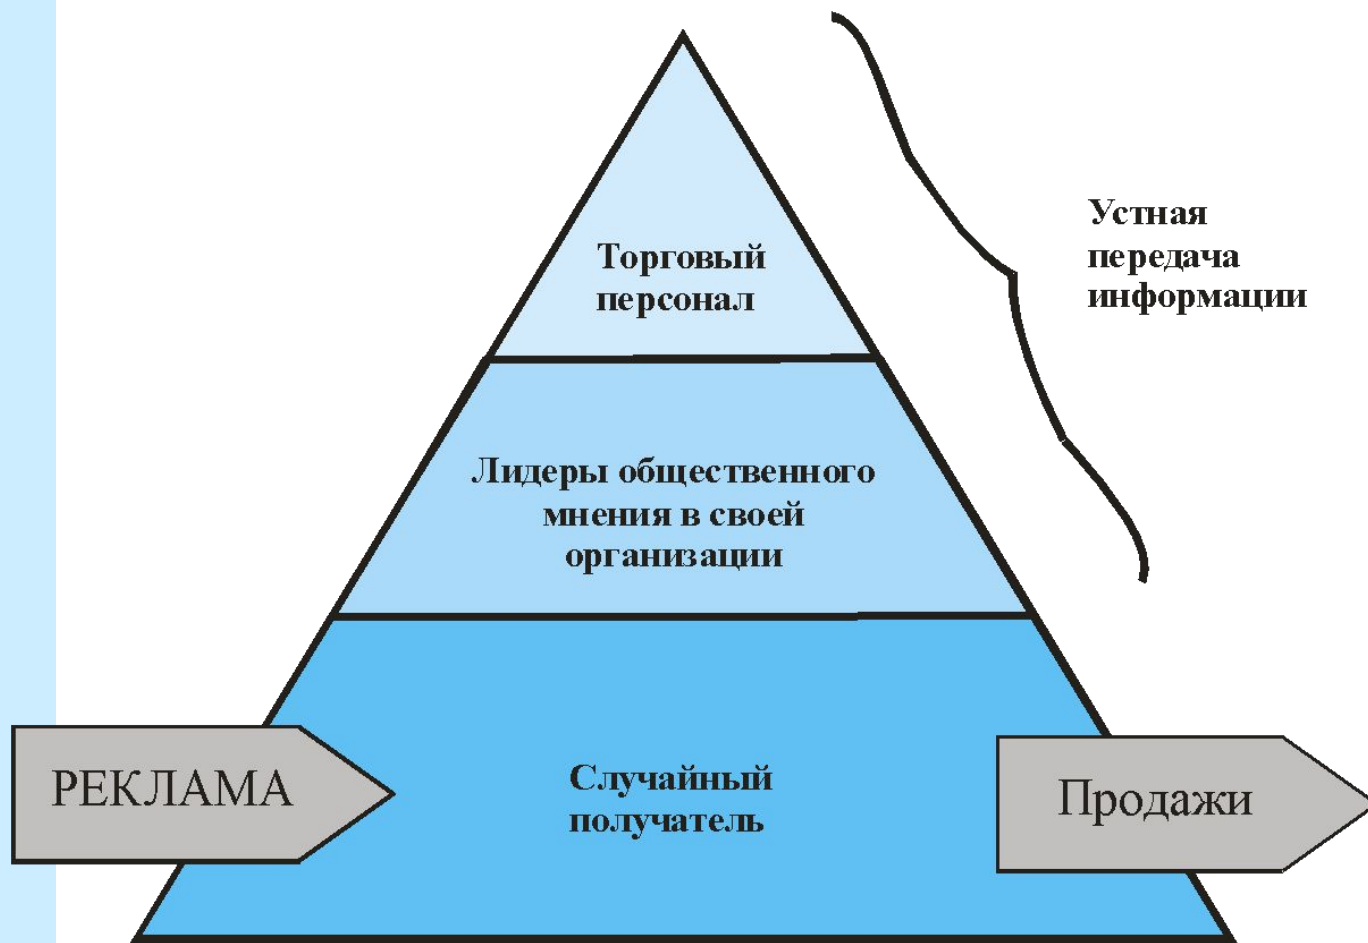 Торговый
персонал
Устная
передача
информации
Лидеры общественного
мнения в своей
организации
РЕКЛАМА
Случайный
получатель
Продажи